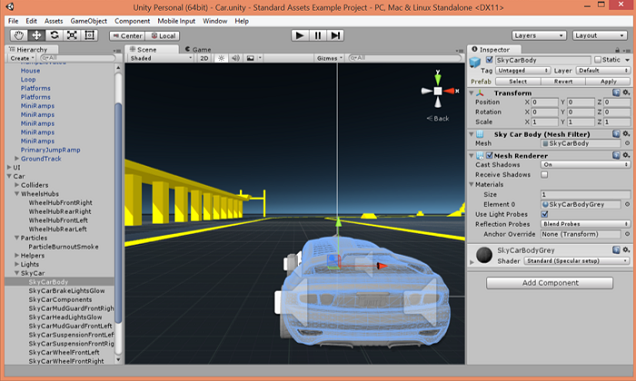 Unity Personal (64bit) - Car.unity - Standard Assets Example Project - PC, Mac & Linux Standalone <DX11>
File Edit Assets GameObject Component Mobile Input Window Help
Center Local Layers Layout
Hierarchy
Create All
House
Loop
Platforms
Platforms
MiniRamps
MiniRamps
MiniRamps
MiniRamps
PrimaryJumpRamp
GroundTrack
UI
Car
Colliders
WheelsHubs
WheelHubFrontRight
WheelHubRearRight
WheelHubFrontLeft
WheelHubRearLeft
Particles
ParticleBurnoutSmoke
Helpers
Lights
SkyCar
SkyCarBody
SkyCarBrakeLightsGlow
SkyCarComponents
SkyCarMudGuardFrontRigh
SkyCarHeadLightsGlow
SkyCarMudGuardFrontLeft
SkyCarSuspensionFrontLef
SkyCarSuspensionFrontRig
SkyCarWheelFrontLeft
SkyCarWheelFrontRight
Scene Game
Shaded 2D Gizmos All
y
x
Back
Inspector
SkyCarBody Static
Tag Untagged Layer Default
Prefab Select Revert Apply
Transform
Position X 0 Y 0 Z 0
Rotation X 0 Y 0 Z 0
Scale X 1 Y 1 Z 1
Sky Car Body (Mesh Filter)
Mesh SkyCarBody
Mesh Renderer
Cast Shadows On
Receive Shadows
Materials
Size 1
Element 0 SkyCarBodyGrey
Use Light Probes
Reflection Probes Blend Probes
Anchor Override None (Transform)
SkyCarBodyGrey
Shader Standard (Specular setup)
Add Component